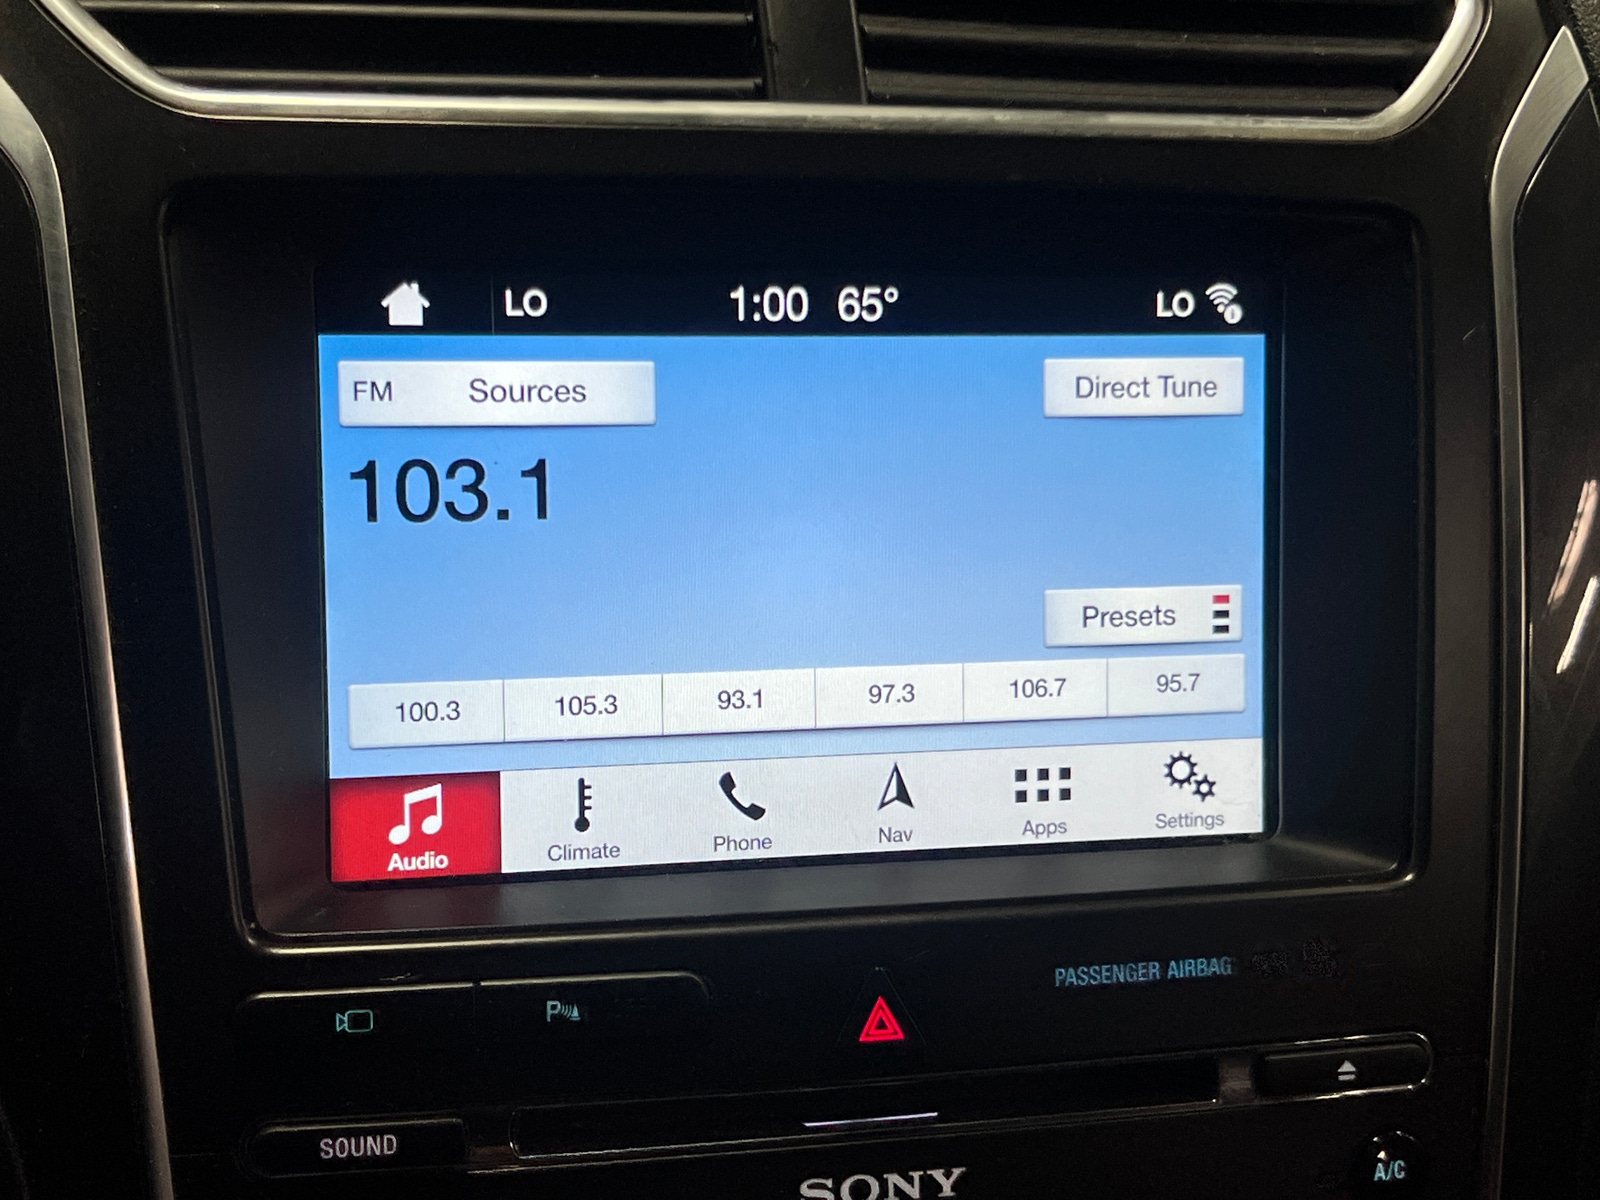 LO 1:00 65° LO
FM Sources Direct Tune
103.1
Presets
100.3 105.3 93.1 97.3 106.7 95.7
Audio Climate Phone Nav Apps Settings
PASSENGER AIRBAG
P
SOUND
SONY
A/C